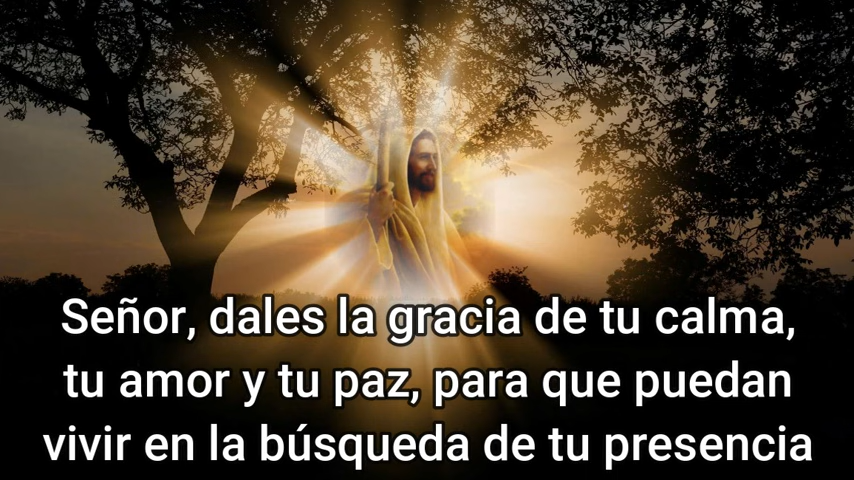 Señor, dales la gracia de tu calma,
tu amor y tu paz, para que puedan
vivir en la búsqueda de tu presencia